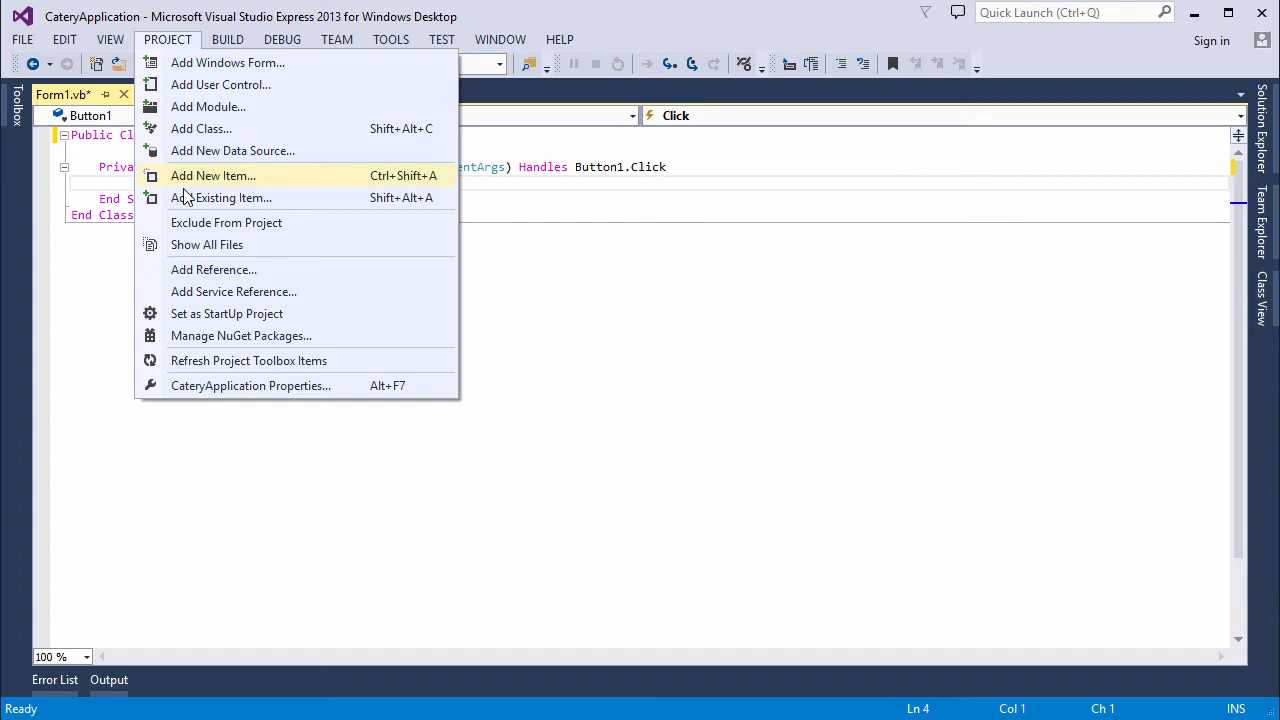 CateryApplication - Microsoft Visual Studio Express 2013 for Windows Desktop
Quick Launch (Ctrl+Q)
FILE EDIT VIEW PROJECT BUILD DEBUG TEAM TOOLS TEST WINDOW HELP
Sign in
Add Windows Form...
Add User Control...
Add Module...
Add Class... Shift+Alt+C
Add New Data Source...
Add New Item... Ctrl+Shift+A
Add Existing Item... Shift+Alt+A
Exclude From Project
Show All Files
Add Reference...
Add Service Reference...
Set as StartUp Project
Manage NuGet Packages...
Refresh Project Toolbox Items
CateryApplication Properties... Alt+F7
Toolbox
Form1.vb*
Button1
Click
Public Cl
Priva entArgs) Handles Button1.Click
End S
End Class
Solution Explorer
Team Explorer
Class View
100 %
Error List Output
Ready Ln 4 Col 1 Ch 1 INS